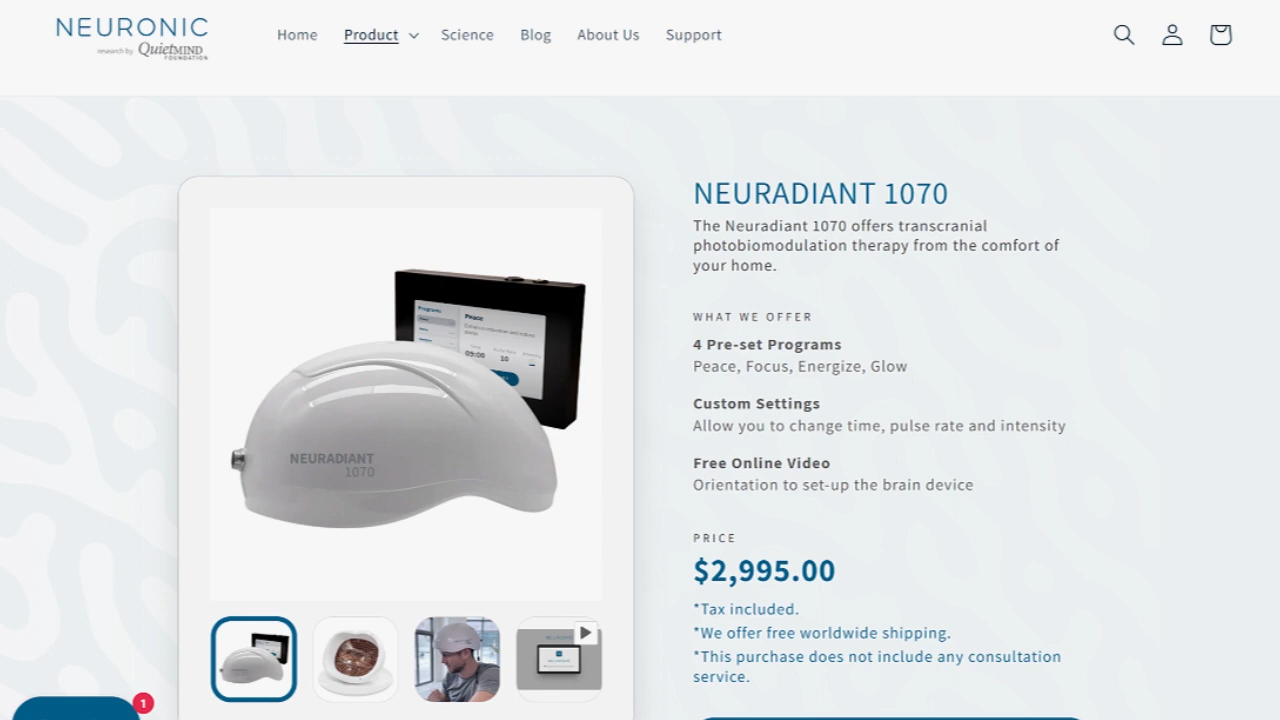 NEURONIC
research by QuietMIND
FOUNDATION
Home Product Science Blog About Us Support
NEURADIANT 1070
The Neuradiant 1070 offers transcranial
photobiomodulation therapy from the comfort of
your home.
WHAT WE OFFER
4 Pre-set Programs
Peace, Focus, Energize, Glow
Custom Settings
Allow you to change time, pulse rate and intensity
Free Online Video
Orientation to set-up the brain device
PRICE
$2,995.00
*Tax included.
*We offer free worldwide shipping.
*This purchase does not include any consultation
service.
Programs
Peace
09:00
10
NEURADIANT
1070
1